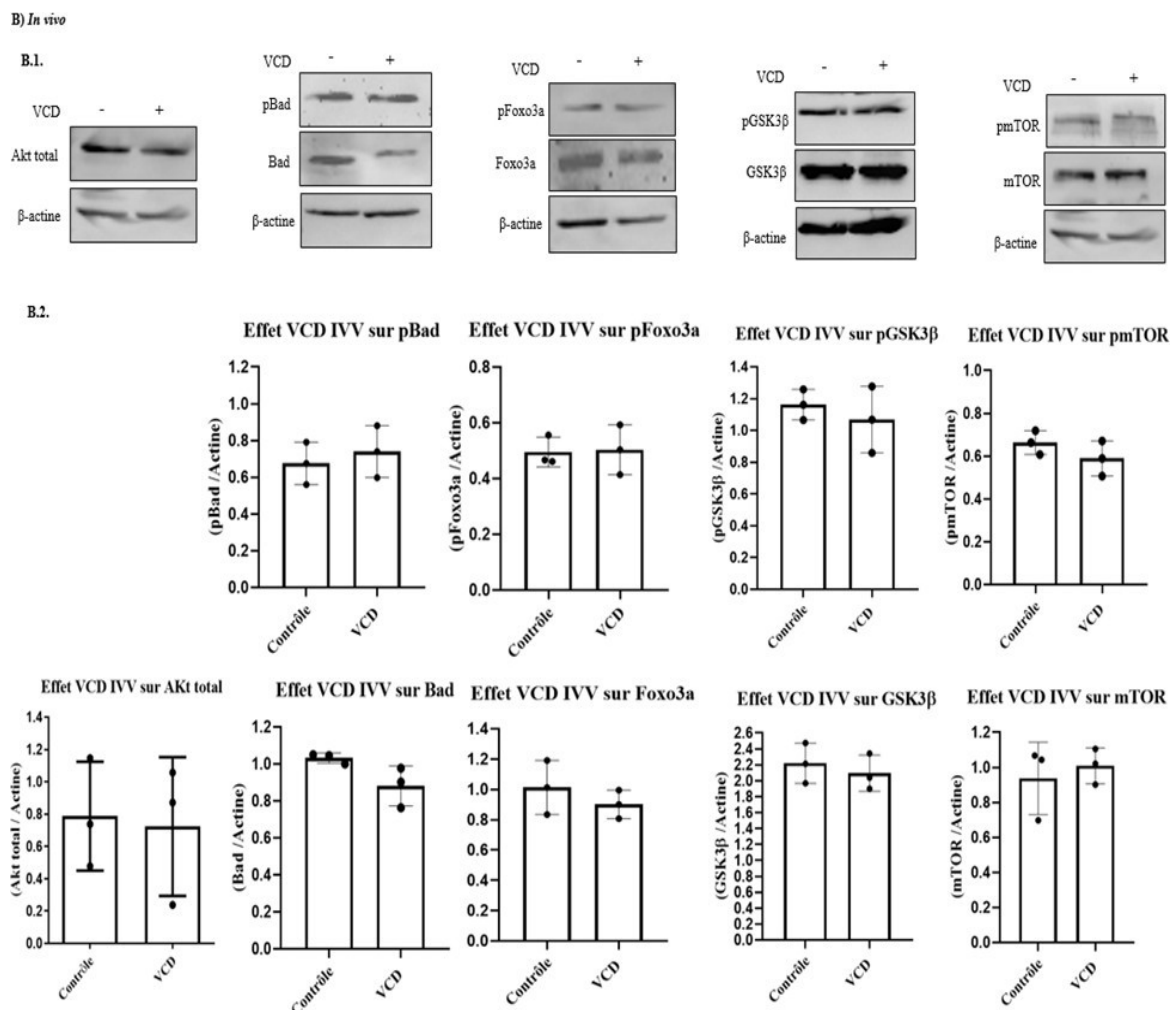 B) In vivo
B.1.
VCD - +
Akt total
β-actine
VCD - +
pBad
Bad
β-actine
VCD - +
pFoxo3a
Foxo3a
β-actine
VCD - +
pGSK3β
GSK3β
β-actine
VCD - +
pmTOR
mTOR
β-actine
B.2.
Effet VCD IVV sur pBad
(pBad /Actine)
1.2
1.0
0.8
0.6
0.4
0.2
0.0
Contrôle
VCD
Effet VCD IVV sur pFoxo3a
(pFoxo3a /Actine)
0.8
0.6
0.4
0.2
0.0
Contrôle
VCD
Effet VCD IVV sur pGSK3β
(pGSK3β /Actine)
1.4
1.2
1.0
0.8
0.6
0.4
0.2
0.0
Contrôle
VCD
Effet VCD IVV sur pmTOR
(pmTOR /Actine)
1.0
0.8
0.6
0.4
0.2
0.0
Contrôle
VCD
Effet VCD IVV sur AKt total
(Akt total / Actine)
1.4
1.2
1.0
0.8
0.6
0.4
0.2
0.0
Contrôle
VCD
Effet VCD IVV sur Bad
(Bad /Actine)
1.2
1.0
0.8
0.6
0.4
0.2
0.0
Contrôle
VCD
Effet VCD IVV sur Foxo3a
(Foxo3a /Actine)
1.4
1.2
1.0
0.8
0.6
0.4
0.2
0.0
Contrôle
VCD
Effet VCD IVV sur GSK3β
(GSK3β /Actine)
2.6
2.4
2.2
2.0
1.8
1.6
1.4
1.2
1.0
0.8
0.6
0.4
0.2
0.0
Contrôle
VCD
Effet VCD IVV sur mTOR
(mTOR /Actine)
1.2
1.0
0.8
0.6
0.4
0.2
0.0
Contrôle
VCD